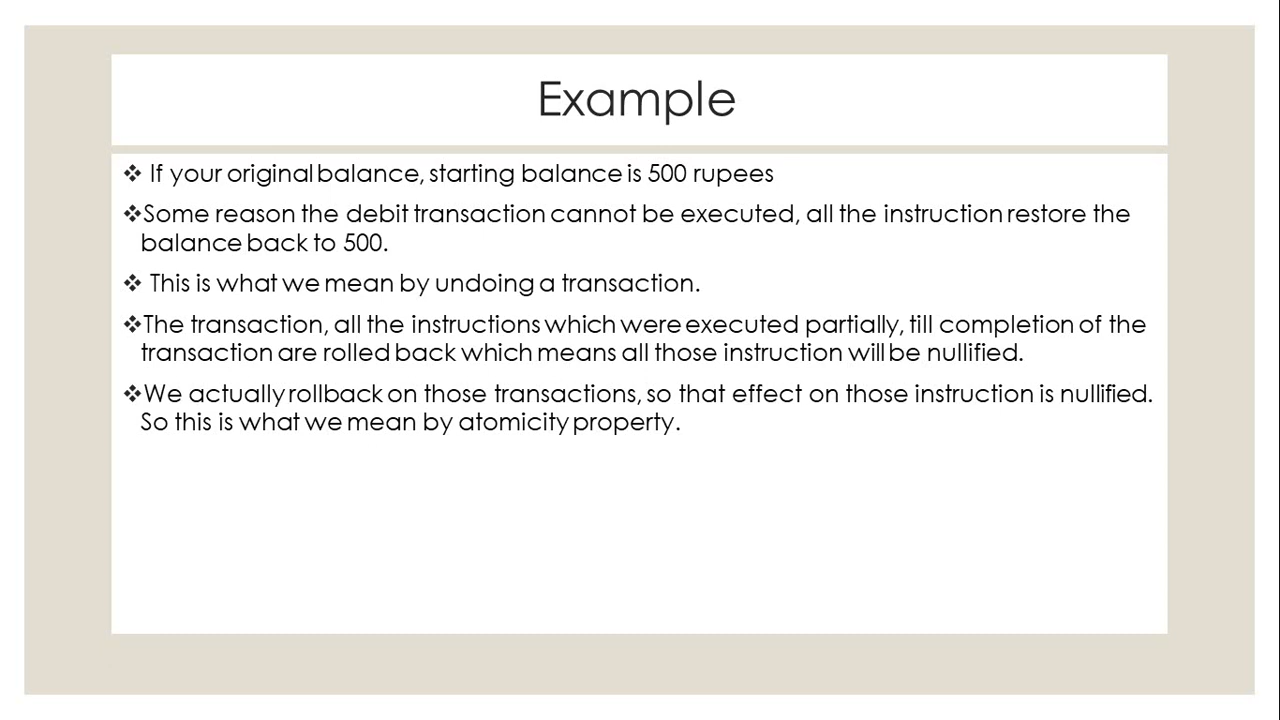 Example
❖ If your original balance, starting balance is 500 rupees
❖Some reason the debit transaction cannot be executed, all the instruction restore the
balance back to 500.
❖ This is what we mean by undoing a transaction.
❖The transaction, all the instructions which were executed partially, till completion of the
transaction are rolled back which means all those instruction will be nullified.
❖We actually rollback on those transactions, so that effect on those instruction is nullified.
So this is what we mean by atomicity property.